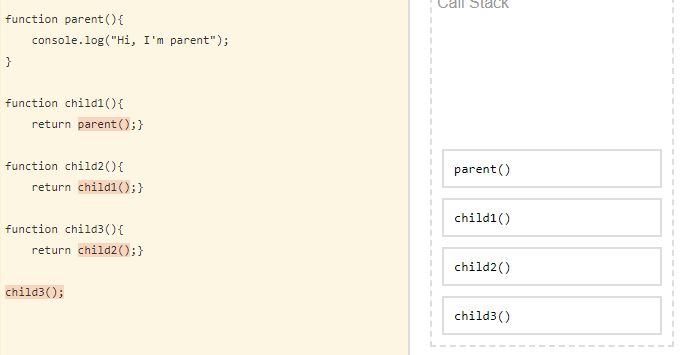 Call Stack
function parent(){
    console.log("Hi, I'm parent");
}
function child1(){
    return parent();}
function child2(){
    return child1();}
function child3(){
    return child2();}
child3();
parent()
child1()
child2()
child3()